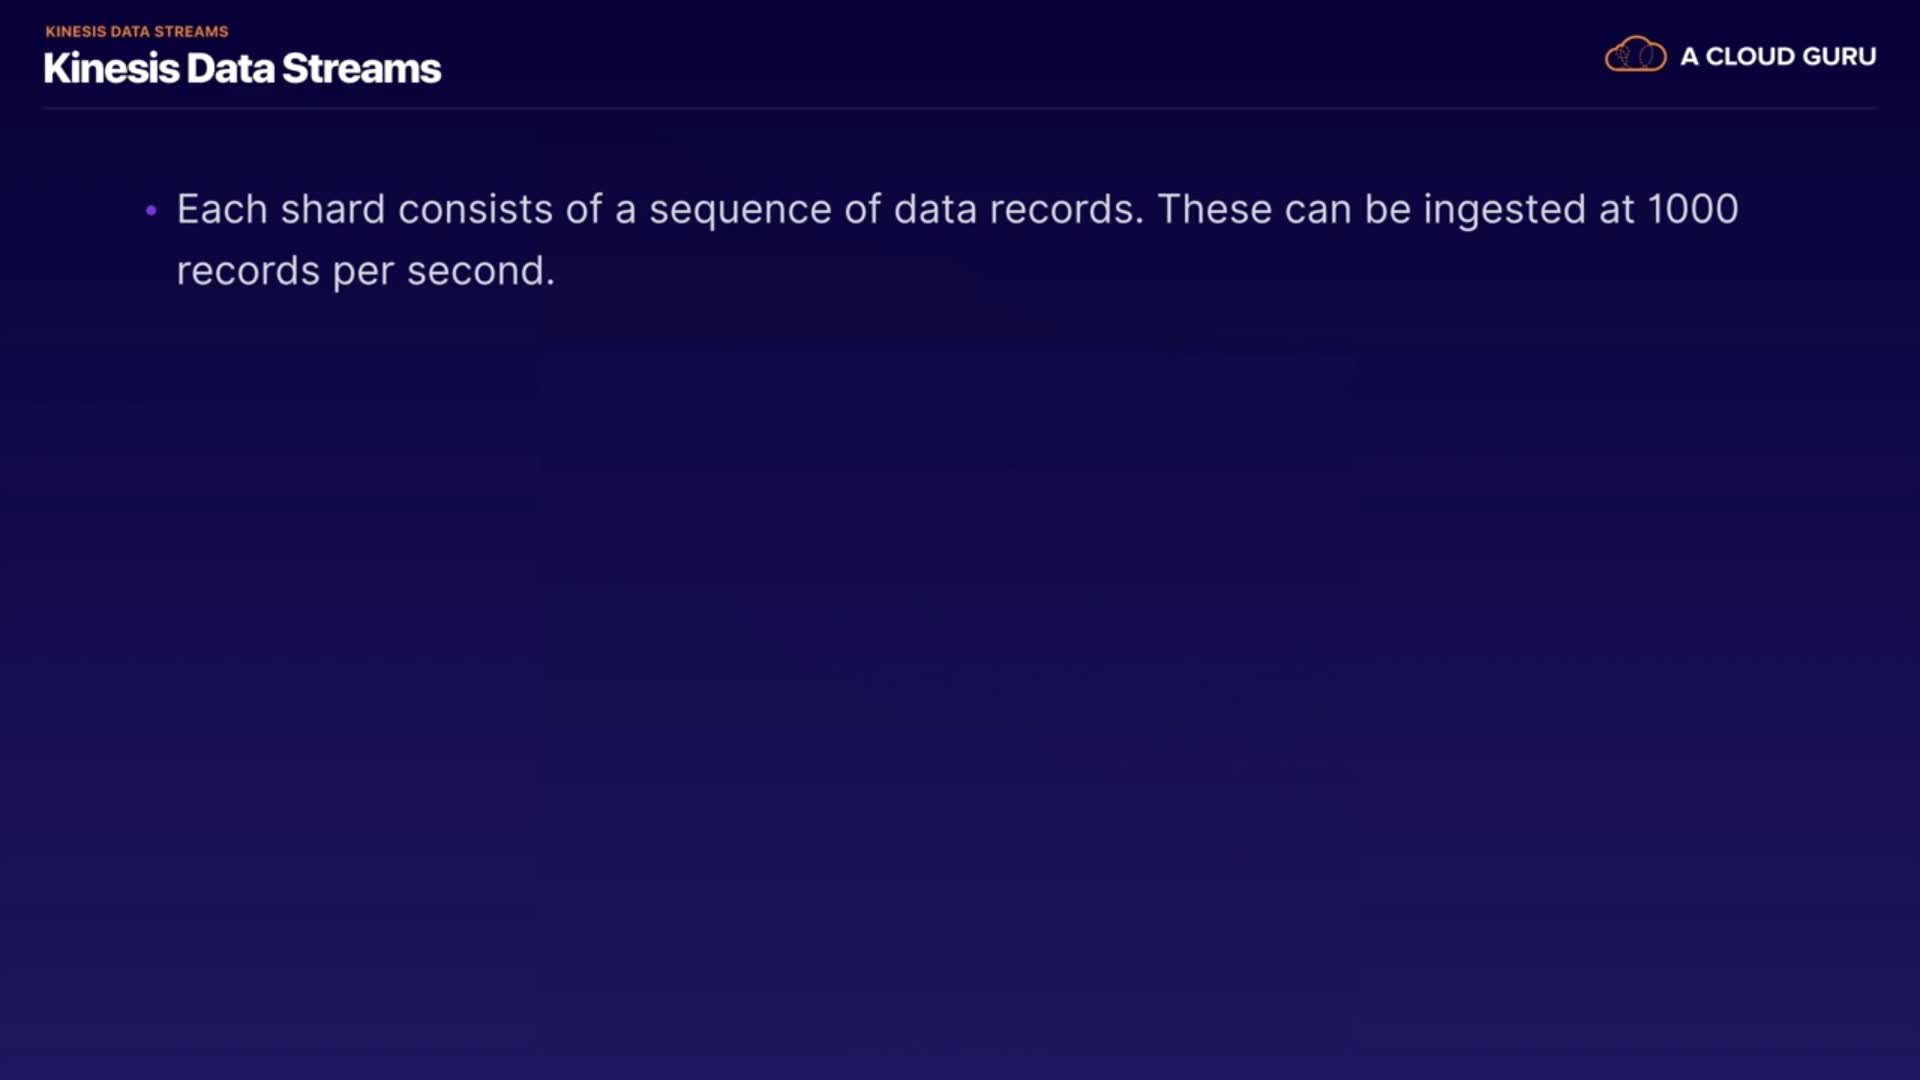 KINESIS DATA STREAMS
Kinesis Data Streams
A CLOUD GURU
• Each shard consists of a sequence of data records. These can be ingested at 1000
records per second.